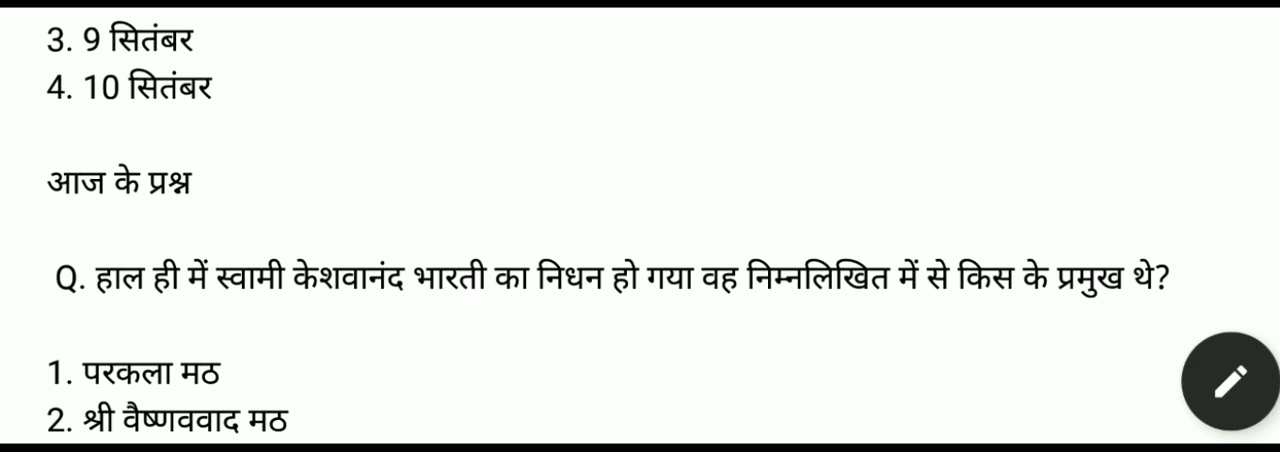 3. 9 सितंबर
4. 10 सितंबर
आज के प्रश्न
Q. हाल ही में स्वामी केशवानंद भारती का निधन हो गया वह निम्नलिखित में से किस के प्रमुख थे?
1. परकला मठ
2. श्री वैष्णववाद मठ